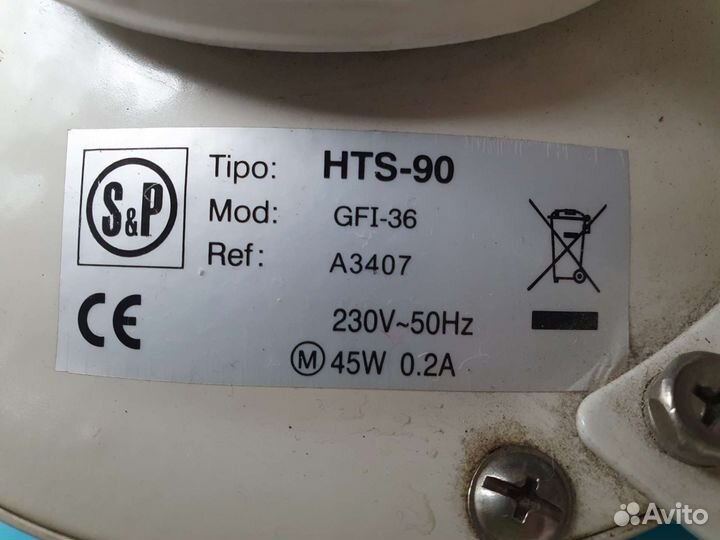 S&P
Tipo: HTS-90
Mod: GFI-36
Ref: A3407
CE
230V~50Hz
M 45W 0.2A
Avito